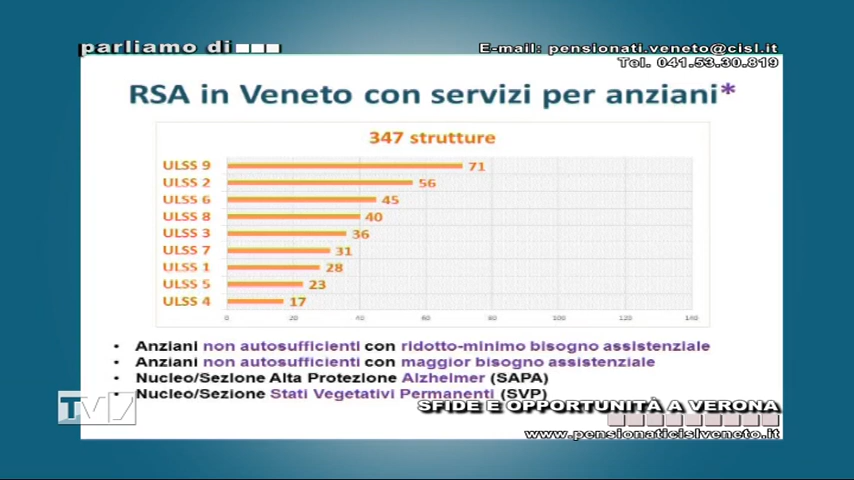 parliamo di
E-mail: pensionati.veneto@cisl.it
Tel. 041.53.30.819
RSA in Veneto con servizi per anziani*
347 strutture
ULSS 9 71
ULSS 2 56
ULSS 6 45
ULSS 8 40
ULSS 3 36
ULSS 7 31
ULSS 1 28
ULSS 5 23
ULSS 4 17
0 20 40 60 80 100 120 140
• Anziani non autosufficienti con ridotto-minimo bisogno assistenziale
• Anziani non autosufficienti con maggior bisogno assistenziale
• Nucleo/Sezione Alta Protezione Alzheimer (SAPA)
• Nucleo/Sezione Stati Vegetativi Permanenti (SVP)
TV7
SFIDE E OPPORTUNITÀ A VERONA
www.pensionaticislveneto.it